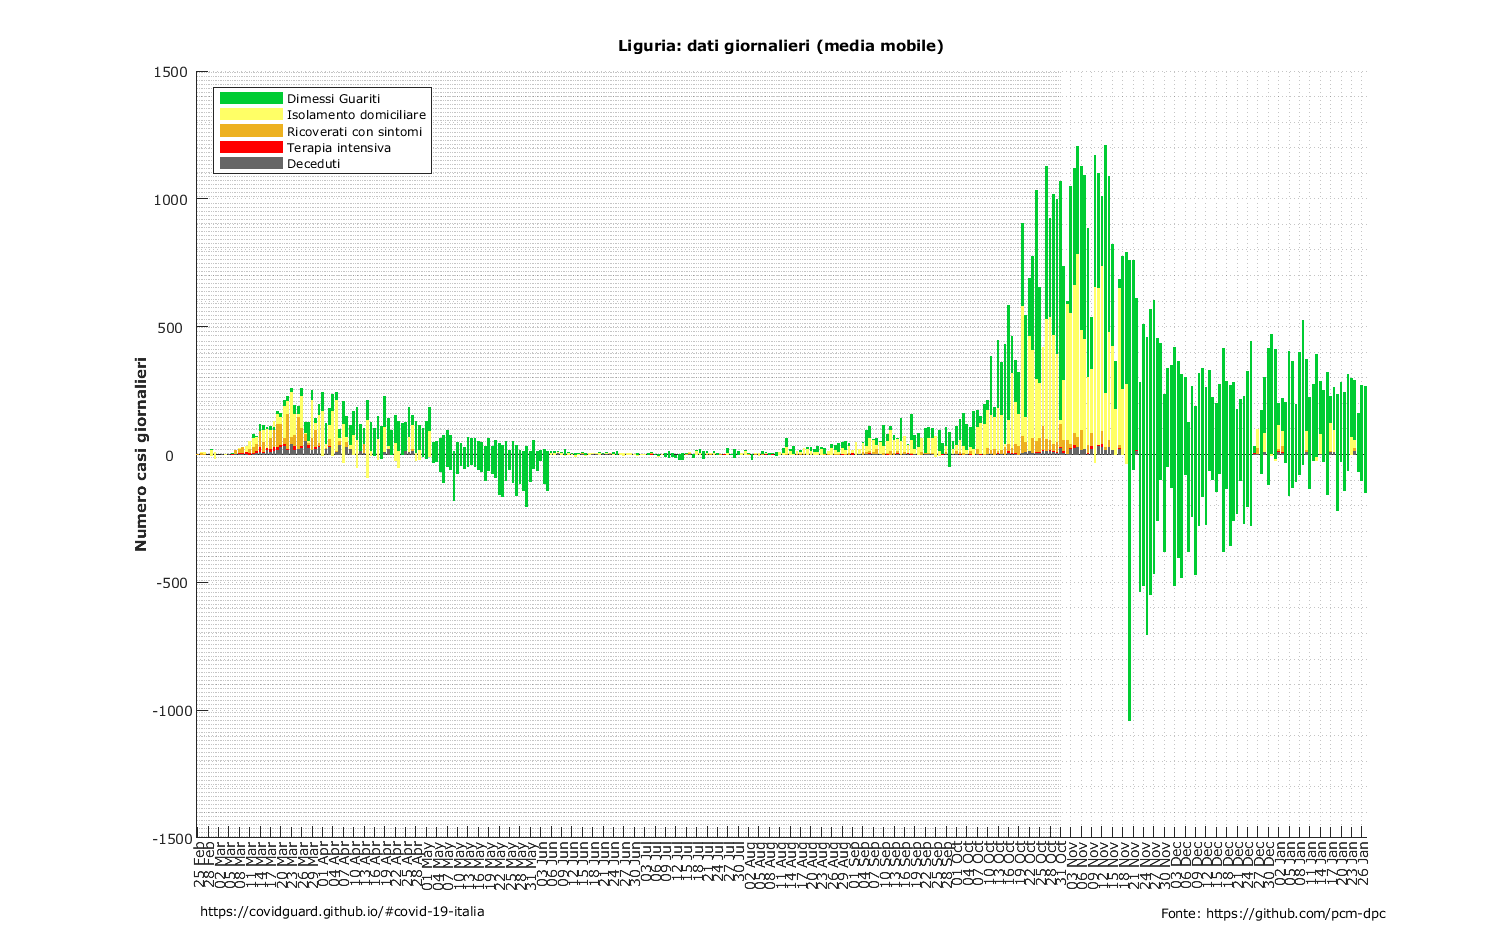 Liguria: dati giornalieri (media mobile)
Dimessi Guariti
Isolamento domiciliare
Ricoverati con sintomi
Terapia intensiva
Deceduti
Numero casi giornalieri
1500
1000
500
0
-500
-1000
-1500
25 Feb
28 Feb
02 Mar
05 Mar
08 Mar
11 Mar
14 Mar
17 Mar
20 Mar
23 Mar
26 Mar
29 Mar
01 Apr
04 Apr
07 Apr
10 Apr
13 Apr
16 Apr
19 Apr
22 Apr
25 Apr
28 Apr
01 May
04 May
07 May
10 May
13 May
16 May
19 May
22 May
25 May
28 May
31 May
03 Jun
06 Jun
09 Jun
12 Jun
15 Jun
18 Jun
21 Jun
24 Jun
27 Jun
30 Jun
03 Jul
06 Jul
09 Jul
12 Jul
15 Jul
18 Jul
21 Jul
24 Jul
27 Jul
30 Jul
02 Aug
05 Aug
08 Aug
11 Aug
14 Aug
17 Aug
20 Aug
23 Aug
26 Aug
29 Aug
01 Sep
04 Sep
07 Sep
10 Sep
13 Sep
16 Sep
19 Sep
22 Sep
25 Sep
28 Sep
01 Oct
04 Oct
07 Oct
10 Oct
13 Oct
16 Oct
19 Oct
22 Oct
25 Oct
28 Oct
31 Oct
03 Nov
06 Nov
09 Nov
12 Nov
15 Nov
18 Nov
21 Nov
24 Nov
27 Nov
30 Nov
03 Dec
06 Dec
09 Dec
12 Dec
15 Dec
18 Dec
21 Dec
24 Dec
27 Dec
30 Dec
02 Jan
05 Jan
08 Jan
11 Jan
14 Jan
17 Jan
20 Jan
23 Jan
26 Jan
https://covidguard.github.io/#covid-19-italia
Fonte: https://github.com/pcm-dpc